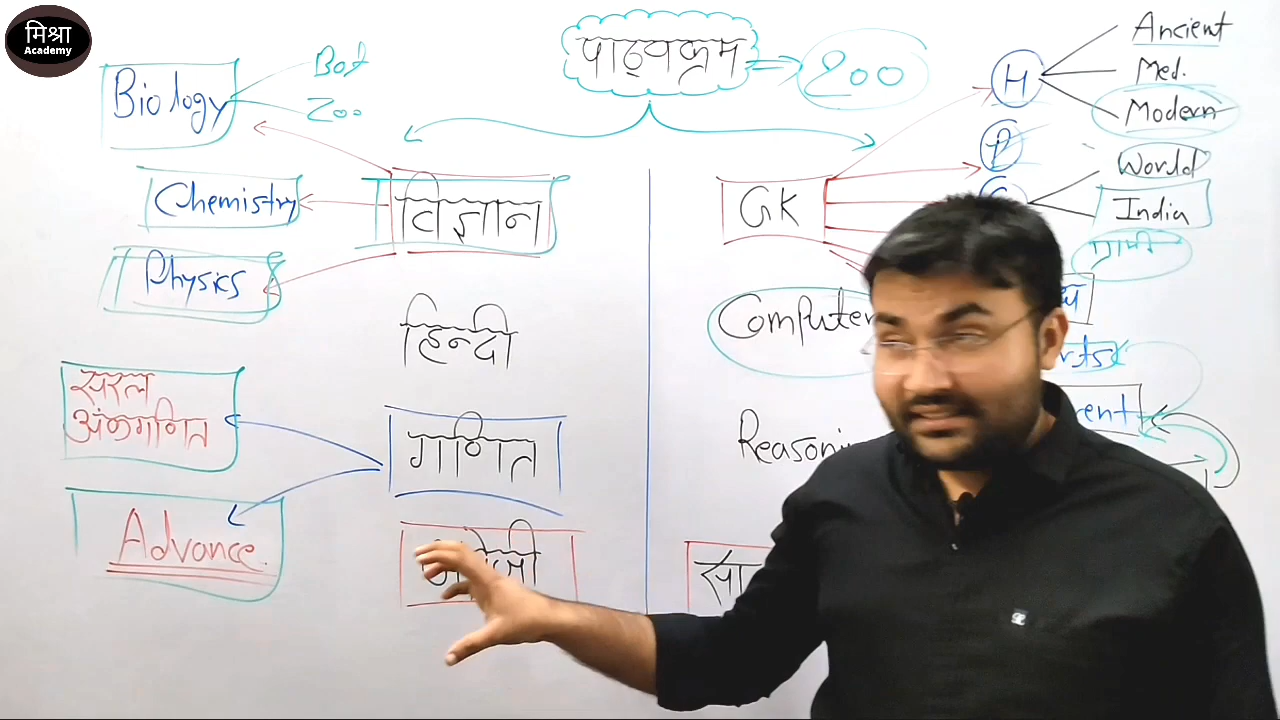 मिश्रा
Academy
पाठ्यक्रम
200
Biology
Bot
Zoo
Chemistry
Physics
विज्ञान
हिन्दी
गणित
सरल
अंकगणित
Advance.
GK
Computer
H
Ancient
Med.
Modern
P
World
India